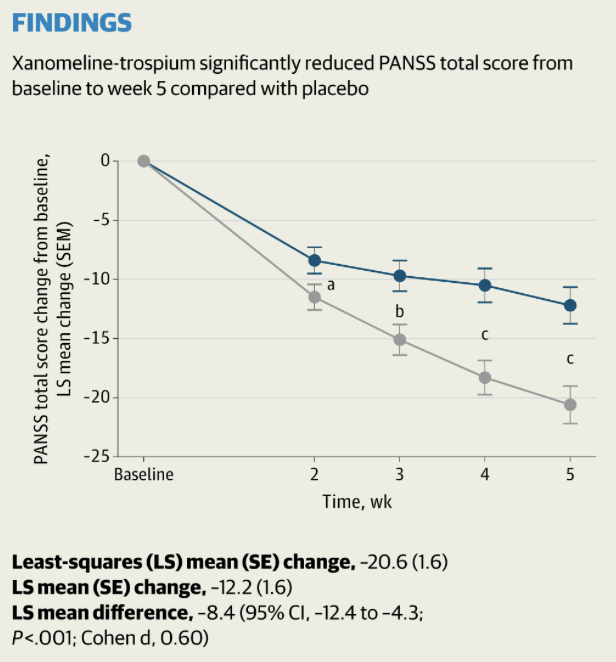 FINDINGS
Xanomeline-trospium significantly reduced PANSS total score from
baseline to week 5 compared with placebo
PANSS total score change from baseline,
LS mean change (SEM)
0
−5
−10
−15
−20
−25
a
b
c
c
Baseline
2
3
4
5
Time, wk
Least-squares (LS) mean (SE) change, −20.6 (1.6)
LS mean (SE) change, −12.2 (1.6)
LS mean difference, −8.4 (95% CI, −12.4 to −4.3;
P<.001; Cohen d, 0.60)